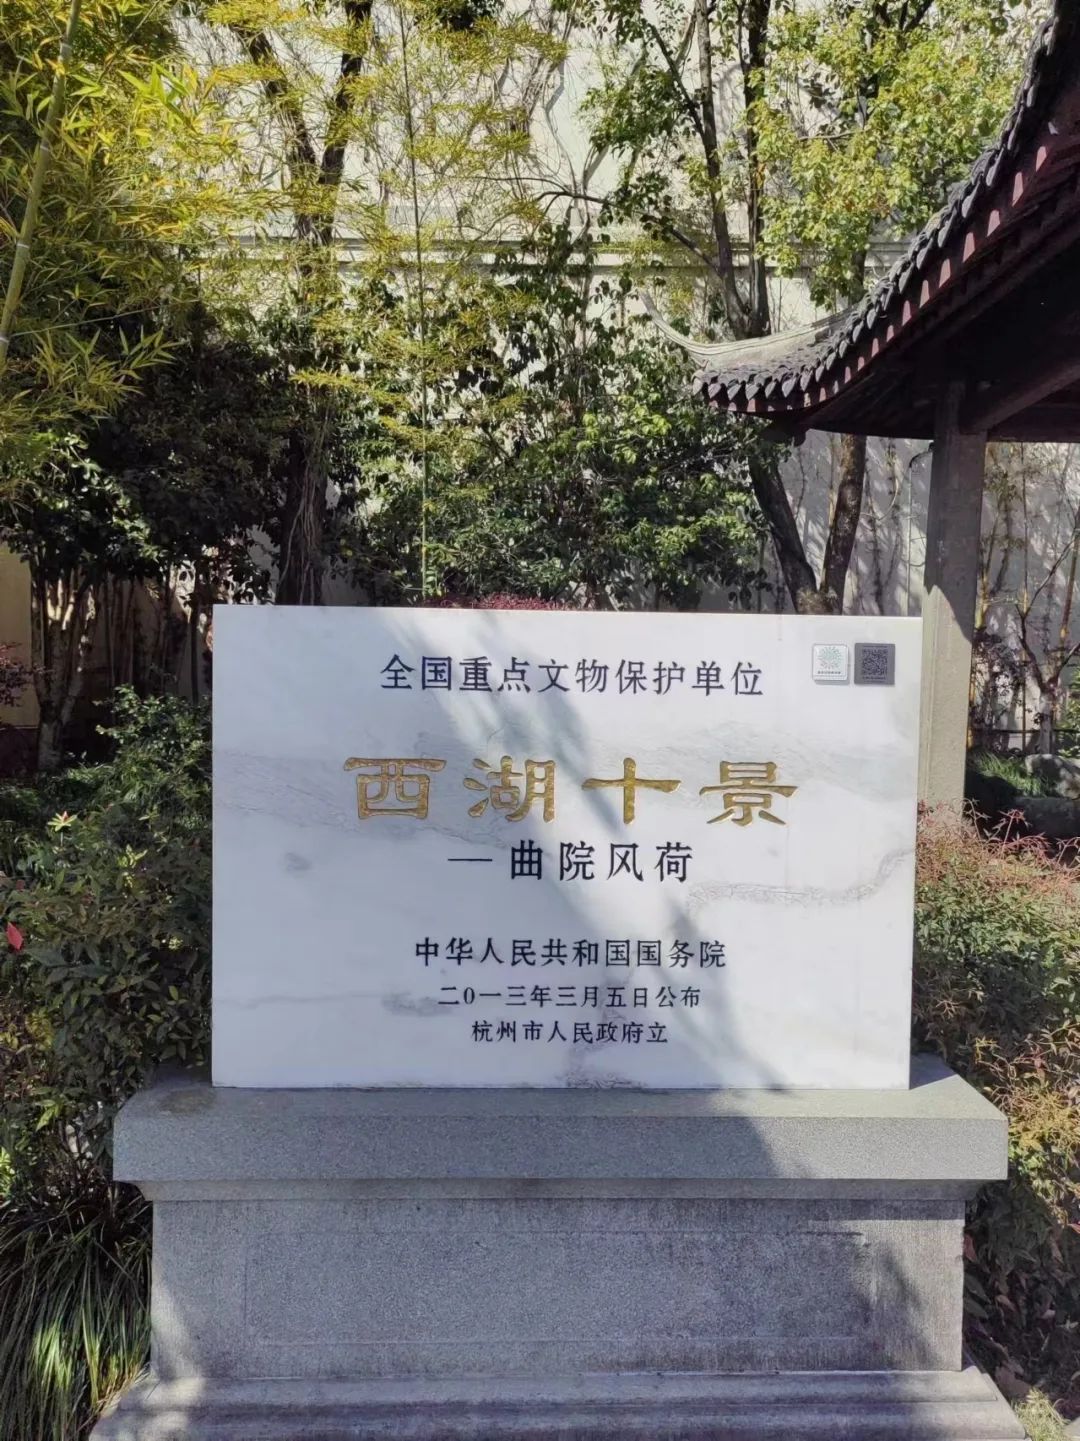 全国重点文物保护单位
西湖十景
—曲院风荷
中华人民共和国国务院
二〇一三年三月五日公布
杭州市人民政府立